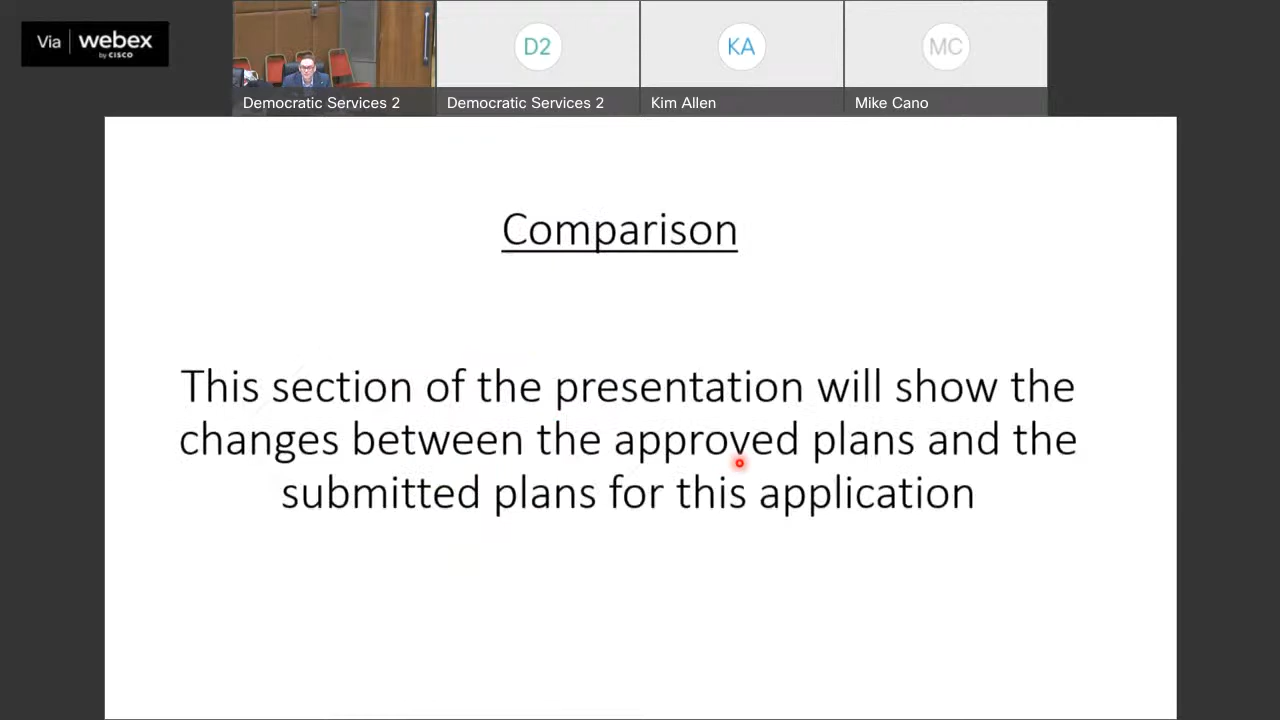 Via webex
by CISCO
D2
KA
MC
Democratic Services 2
Democratic Services 2
Kim Allen
Mike Cano
Comparison
This section of the presentation will show the
changes between the approved plans and the
submitted plans for this application